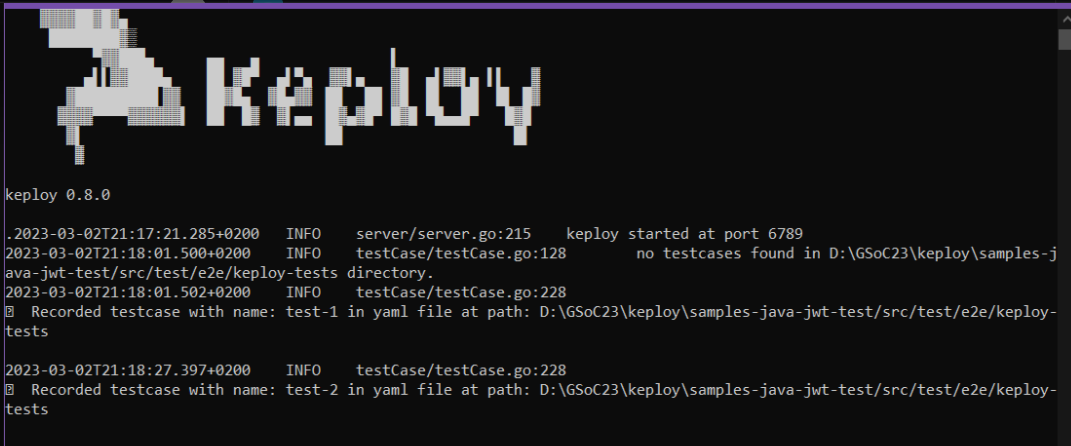 Keploy
keploy 0.8.0
.2023-03-02T21:17:21.285+0200 INFO server/server.go:215 keploy started at port 6789
2023-03-02T21:18:01.500+0200 INFO testCase/testCase.go:128 no testcases found in D:\GSoC23\keploy\samples-j
ava-jwt-test/src/test/e2e/keploy-tests directory.
2023-03-02T21:18:01.502+0200 INFO testCase/testCase.go:228
Recorded testcase with name: test-1 in yaml file at path: D:\GSoC23\keploy\samples-java-jwt-test/src/test/e2e/keploy-
tests
2023-03-02T21:18:27.397+0200 INFO testCase/testCase.go:228
Recorded testcase with name: test-2 in yaml file at path: D:\GSoC23\keploy\samples-java-jwt-test/src/test/e2e/keploy-
tests